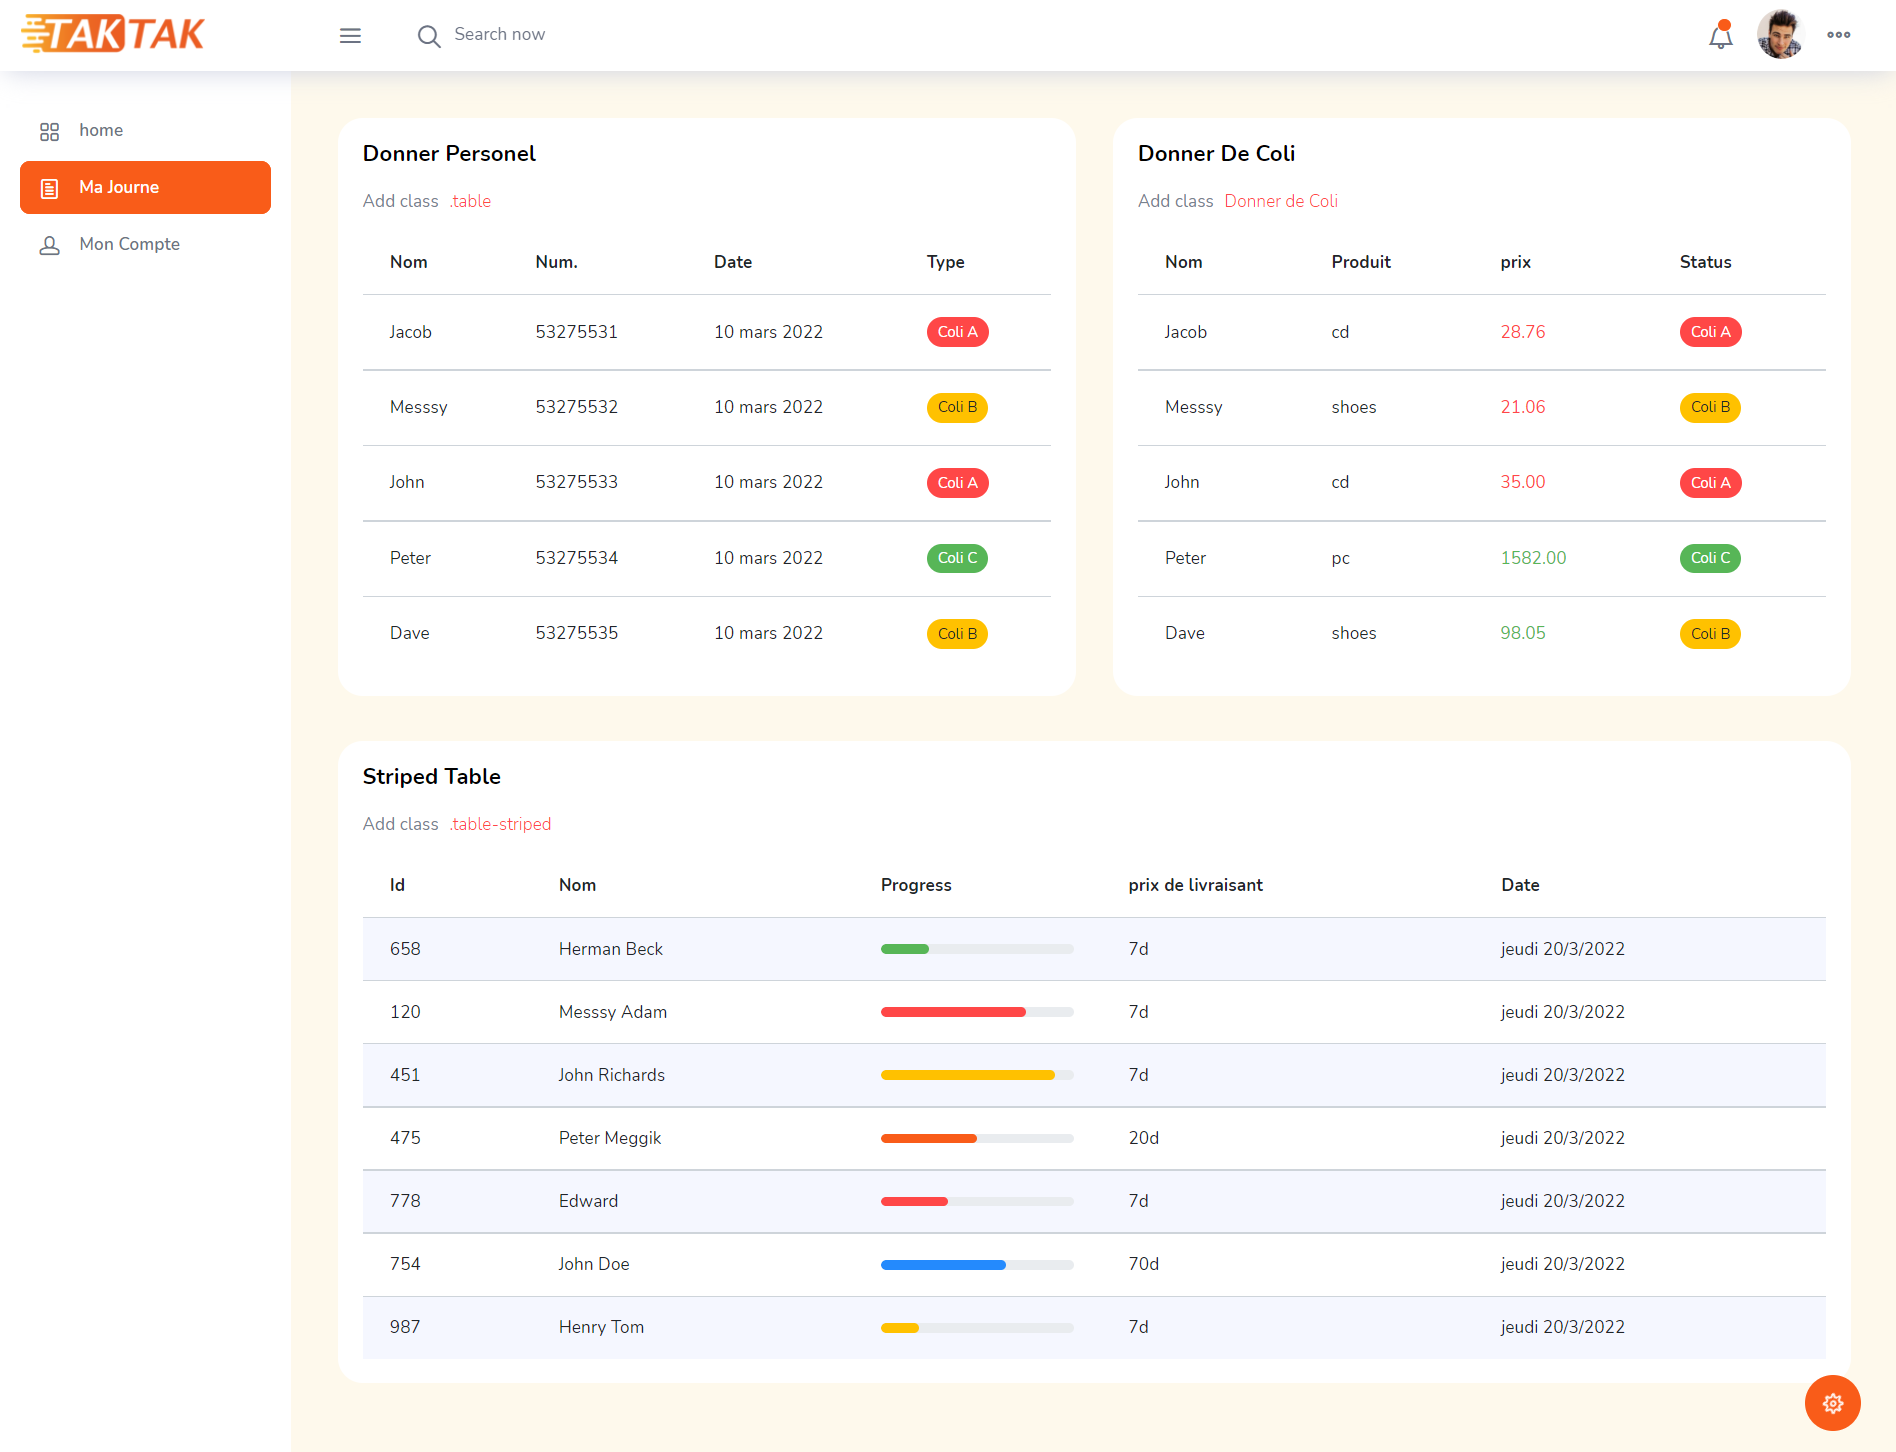 TAKTAK
Search now
home
Ma Journe
Mon Compte
Donner Personel
Add class .table
Nom Num. Date Type
Jacob 53275531 10 mars 2022 Coli A
Messsy 53275532 10 mars 2022 Coli B
John 53275533 10 mars 2022 Coli A
Peter 53275534 10 mars 2022 Coli C
Dave 53275535 10 mars 2022 Coli B
Donner De Coli
Add class Donner de Coli
Nom Produit prix Status
Jacob cd 28.76 Coli A
Messsy shoes 21.06 Coli B
John cd 35.00 Coli A
Peter pc 1582.00 Coli C
Dave shoes 98.05 Coli B
Striped Table
Add class .table-striped
Id Nom Progress prix de livraisant Date
658 Herman Beck 7d jeudi 20/3/2022
120 Messsy Adam 7d jeudi 20/3/2022
451 John Richards 7d jeudi 20/3/2022
475 Peter Meggik 20d jeudi 20/3/2022
778 Edward 7d jeudi 20/3/2022
754 John Doe 70d jeudi 20/3/2022
987 Henry Tom 7d jeudi 20/3/2022